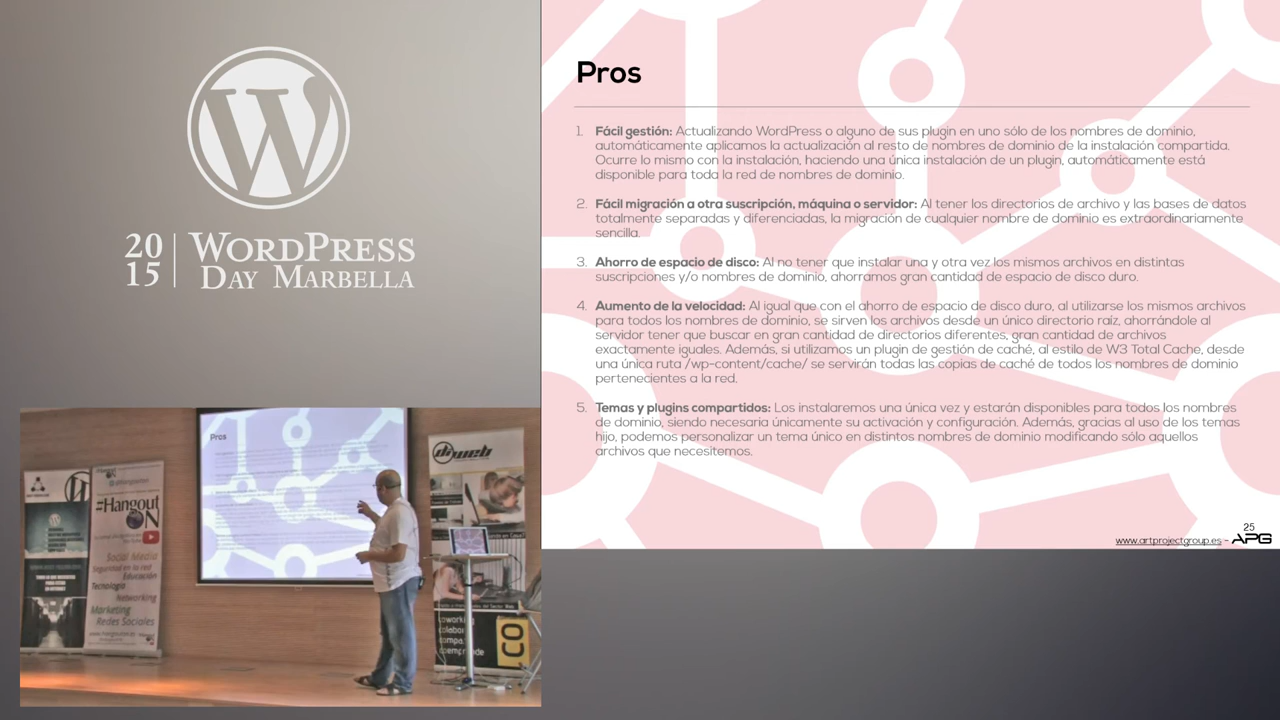 20
15
WORDPRESS
DAY MARBELLA
Pros
1. Fácil gestión: Actualizando WordPress o alguno de sus plugin en uno sólo de los nombres de dominio,
automáticamente aplicamos la actualización al resto de nombres de dominio de la instalación compartida.
Ocurre lo mismo con la instalación, haciendo una única instalación de un plugin, automáticamente está
disponible para toda la red de nombres de dominio.
2. Fácil migración a otra suscripción, máquina o servidor: Al tener los directorios de archivo y las bases de datos
totalmente separadas y diferenciadas, la migración de cualquier nombre de dominio es extraordinariamente
sencilla.
3. Ahorro de espacio de disco: Al no tener que instalar una y otra vez los mismos archivos en distintas
suscripciones y/o nombres de dominio, ahorramos gran cantidad de espacio de disco duro.
4. Aumento de la velocidad: Al igual que con el ahorro de espacio de disco duro, al utilizarse los mismos archivos
para todos los nombres de dominio, se sirven los archivos desde un único directorio raíz, ahorrándole al
servidor tener que buscar en gran cantidad de directorios diferentes, gran cantidad de archivos
exactamente iguales. Además, si utilizamos un plugin de gestión de caché, al estilo de W3 Total Cache, desde
una única ruta /wp-content/cache/ se servirán todas las copias de caché de todos los nombres de dominio
pertenecientes a la red.
5. Temas y plugins compartidos: Los instalaremos una única vez y estarán disponibles para todos los nombres
de dominio, siendo necesaria únicamente su activación y configuración. Además, gracias al uso de los temas
hijo, podemos personalizar un tema único en distintos nombres de dominio modificando sólo aquellos
archivos que necesitemos.
25
www.artprojectgroup.es - APG
Pros
diweb
#Hangout
ON
Social Media
Seguridad en la red
Educación
Tecnología
Networking
Marketing
Redes Sociales
CO